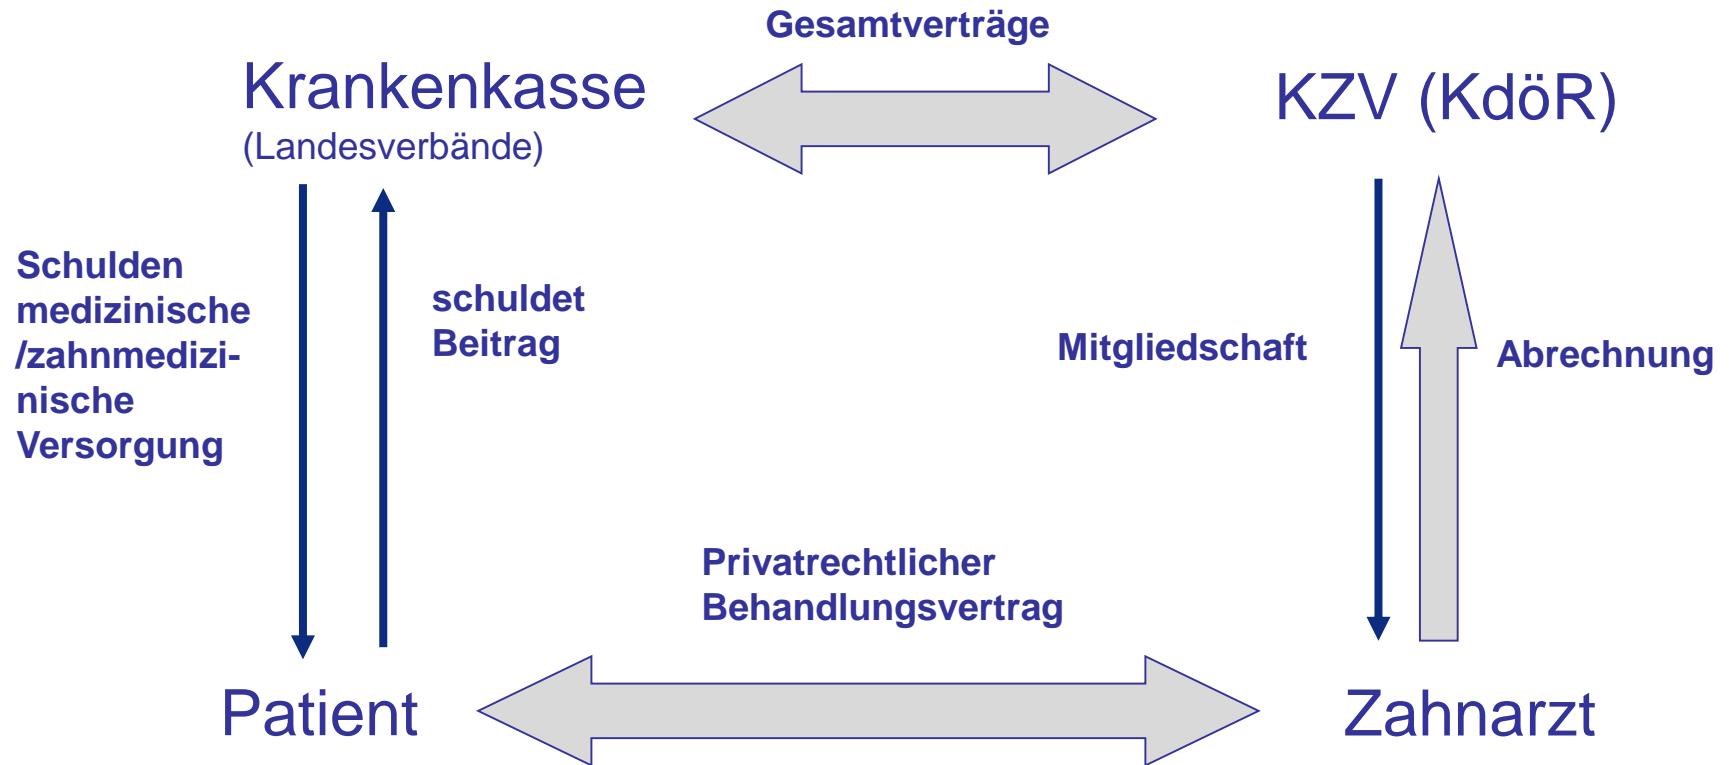 Gesamtverträge
Krankenkasse
(Landesverbände)
KZV (KdöR)
Schulden
medizinische
/zahnmedizi-
nische
Versorgung
schuldet
Beitrag
Mitgliedschaft
Abrechnung
Privatrechtlicher
Behandlungsvertrag
Patient
Zahnarzt